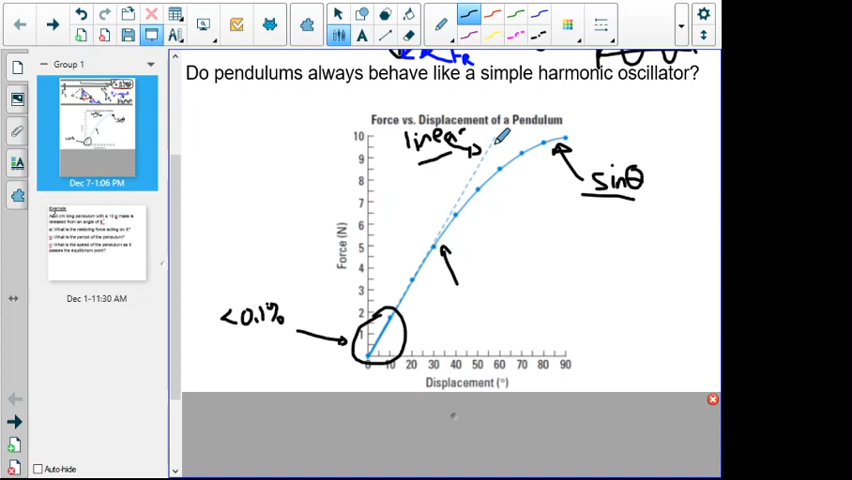 Group 1
Dec 7-1:06 PM
Example
Dec 1-11:30 AM
Auto-hide
Do pendulums always behave like a simple harmonic oscillator?
Force vs. Displacement of a Pendulum
linear
sinθ
<0.1%
Force (N)
10
9
8
7
6
5
4
3
2
1
0 10 20 30 40 50 60 70 80 90
Displacement (°)